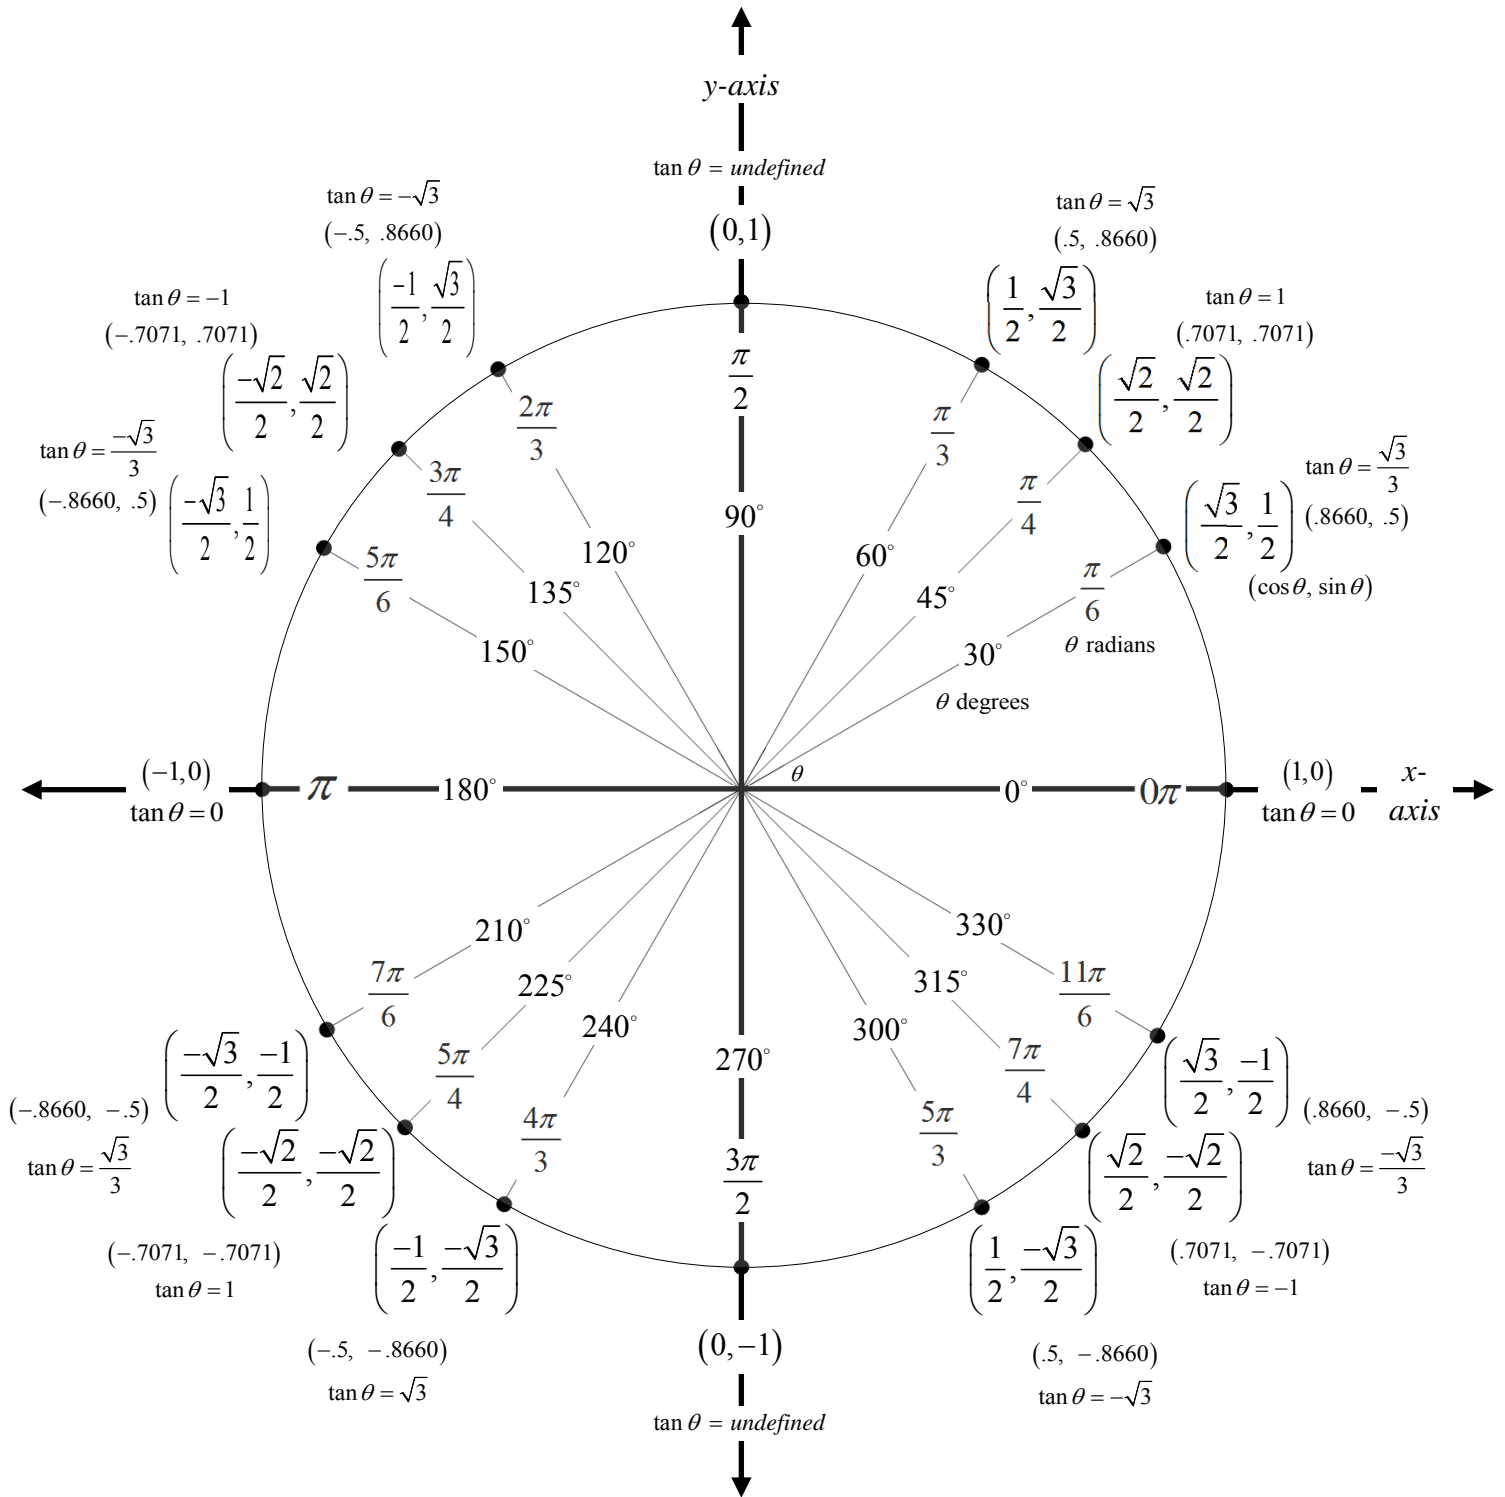 y-axis
tan θ = undefined
(0,1)
π/2
90°
tan θ = √3
(.5, .8660)
(1/2, √3/2)
π/3
60°
tan θ = 1
(.7071, .7071)
(√2/2, √2/2)
π/4
45°
tan θ = √3/3
(.8660, .5)
(√3/2, 1/2)
(cos θ, sin θ)
π/6
θ radians
30°
θ degrees
θ
0°
0π
(1,0)
tan θ = 0
x-
axis
tan θ = −√3
(−.5, .8660)
(−1/2, √3/2)
2π/3
120°
tan θ = −1
(−.7071, .7071)
(−√2/2, √2/2)
3π/4
135°
tan θ = −√3/3
(−.8660, .5)
(−√3/2, 1/2)
5π/6
150°
(−1,0)
tan θ = 0
π
180°
210°
7π/6
(−√3/2, −1/2)
(−.8660, −.5)
tan θ = √3/3
225°
5π/4
(−√2/2, −√2/2)
(−.7071, −.7071)
tan θ = 1
240°
4π/3
(−1/2, −√3/2)
(−.5, −.8660)
tan θ = √3
270°
3π/2
(0,−1)
tan θ = undefined
300°
5π/3
(1/2, −√3/2)
(.5, −.8660)
tan θ = −√3
315°
7π/4
(√2/2, −√2/2)
(.7071, −.7071)
tan θ = −1
330°
11π/6
(√3/2, −1/2)
(.8660, −.5)
tan θ = −√3/3